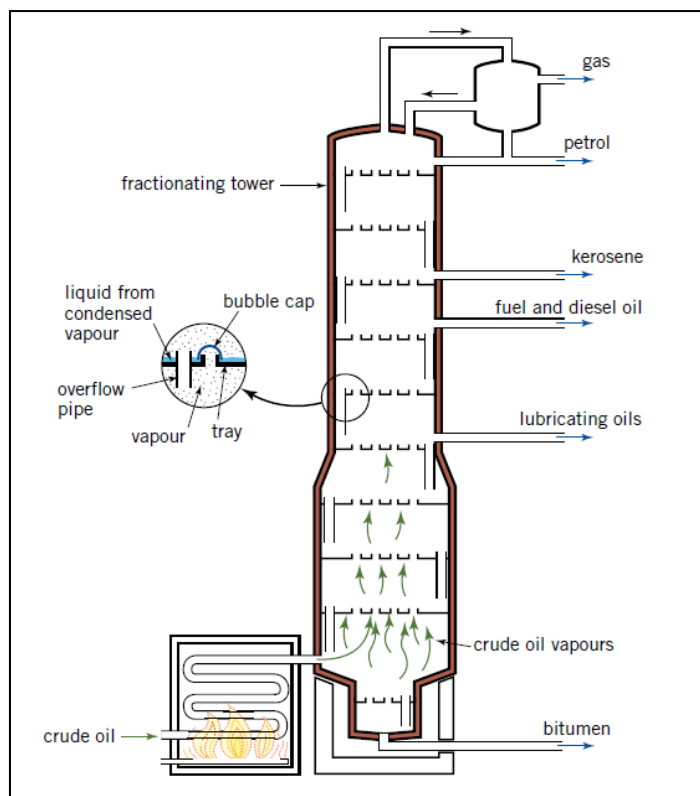 gas
petrol
fractionating tower
kerosene
liquid from
condensed
vapour
bubble cap
fuel and diesel oil
overflow
pipe
vapour
tray
lubricating oils
crude oil vapours
crude oil
bitumen